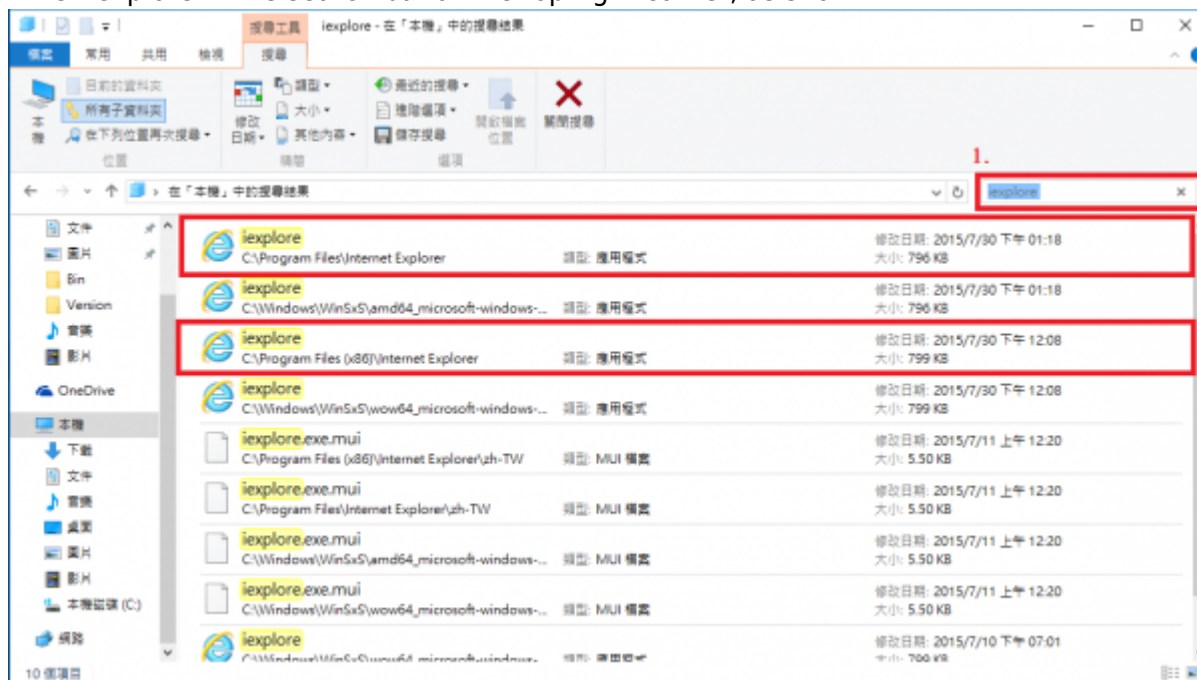 搜尋工具 iexplore - 在「本機」中的搜尋結果
檔案 常用 共用 檢視 搜尋
本機
目前的資料夾
所有子資料夾
在下列位置再次搜尋
位置
修改日期
類型
大小
其他內容
精簡
最近的搜尋
進階選項
儲存搜尋
開啟檔案位置
選項
關閉搜尋
1.
在「本機」中的搜尋結果
iexplore
文件
圖片
Bin
Version
音樂
影片
OneDrive
本機
下載
文件
音樂
桌面
圖片
影片
本機磁碟 (C:)
網路
iexplore 修改日期: 2015/7/30 下午 01:18
C:\Program Files\Internet Explorer 類型: 應用程式 大小: 796 KB
iexplore 修改日期: 2015/7/30 下午 01:18
C:\Windows\WinSxS\amd64_microsoft-windows-... 類型: 應用程式 大小: 796 KB
iexplore 修改日期: 2015/7/30 下午 12:08
C:\Program Files (x86)\Internet Explorer 類型: 應用程式 大小: 799 KB
iexplore 修改日期: 2015/7/30 下午 12:08
C:\Windows\WinSxS\wow64_microsoft-windows-... 類型: 應用程式 大小: 799 KB
iexplore.exe.mui 修改日期: 2015/7/11 上午 12:20
C:\Program Files (x86)\Internet Explorer\zh-TW 類型: MUI 檔案 大小: 5.50 KB
iexplore.exe.mui 修改日期: 2015/7/11 上午 12:20
C:\Program Files\Internet Explorer\zh-TW 類型: MUI 檔案 大小: 5.50 KB
iexplore.exe.mui 修改日期: 2015/7/11 上午 12:20
C:\Windows\WinSxS\amd64_microsoft-windows-... 類型: MUI 檔案 大小: 5.50 KB
iexplore.exe.mui 修改日期: 2015/7/11 上午 12:20
C:\Windows\WinSxS\wow64_microsoft-windows-... 類型: MUI 檔案 大小: 5.50 KB
iexplore 修改日期: 2015/7/10 下午 07:01
C:\Windows\WinSxS\wow64_microsoft-windows-... 類型: 應用程式 大小: 799 KB
10 個項目